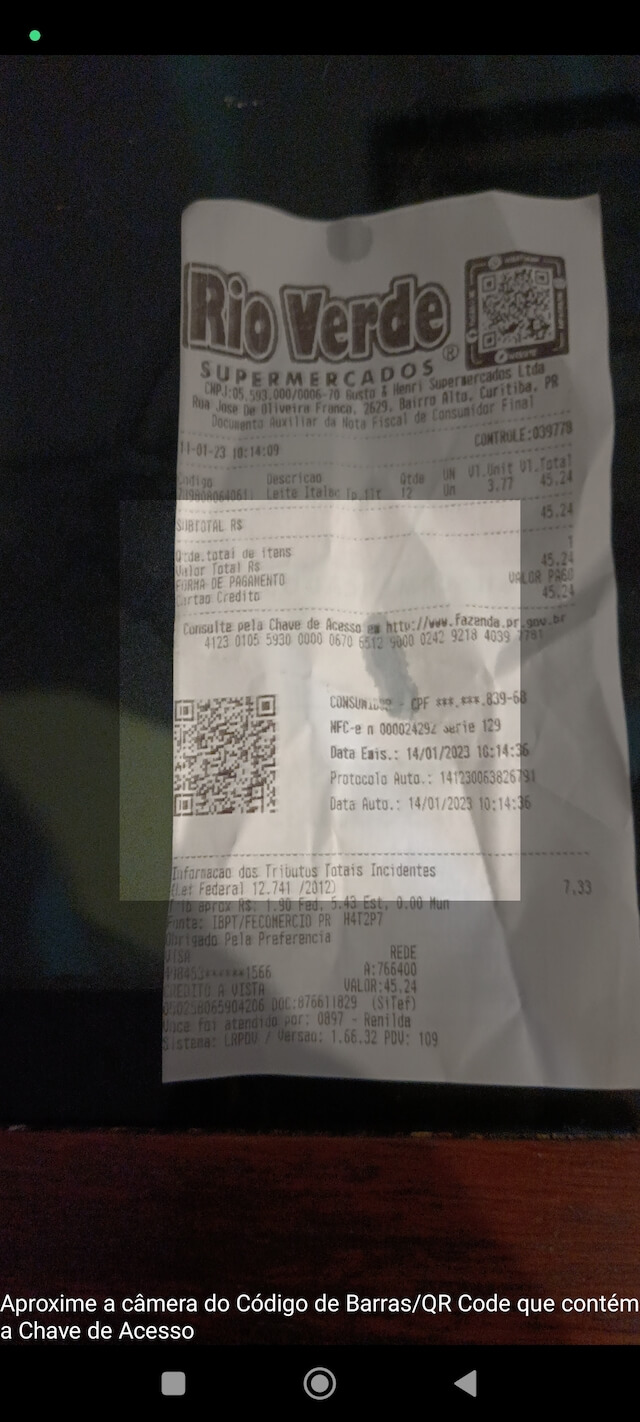 Rio Verde
SUPERMERCADOS
CNPJ:05.593.000/0006-70 Gusto & Henri Supermercados Ltda
Rua Jose De Oliveira Franco, 2629, Bairro Alto, Curitiba, PR
Documento Auxiliar da Nota Fiscal de Consumidor Final
11-01-23 10:14:09 CONTROLE:039778
Codigo Descricao Qtde UN Vl.Unit Vl.Total
Leite Italac Tp.1lt 12 Un 3.77 45.24
SUBTOTAL R$ 45.24
Qtde.total de itens 1
Valor Total R$ 45.24
FORMA DE PAGAMENTO VALOR PAGO
Cartao Credito 45.24
Consulte pela Chave de Acesso em http://www.fazenda.pr.gov.br
4123 0105 5930 0000 0670 6512 9000 0242 9218 4039 7781
CONSUMIDOR - CPF ***.***.839-68
NFC-e n 000024292 Serie 129
Data Emis.: 14/01/2023 10:14:36
Protocolo Auto.: 141230063826791
Data Auto.: 14/01/2023 10:14:36
Informacao dos Tributos Totais Incidentes
(Lei Federal 12.741 /2012) 7,33
Trib aprox R$: 1.90 Fed, 5.43 Est, 0.00 Mun
Fonte: IBPT/FECOMERCIO PR H4T2P7
Obrigado Pela Preferencia
VISA REDE
498453******1566 A:766400
CREDITO A VISTA VALOR:45.24
050258065904206 DOC:876611829 (SiTef)
Voce foi atendido por: 0897 - Renilda
Sistema: LRPDV / Versao: 1.66.32 PDV: 109
Aproxime a câmera do Código de Barras/QR Code que contém
a Chave de Acesso